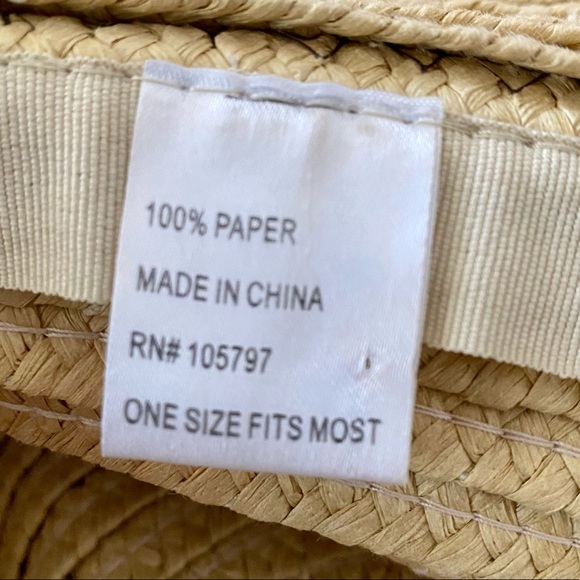 100% PAPER
MADE IN CHINA
RN# 105797
ONE SIZE FITS MOST